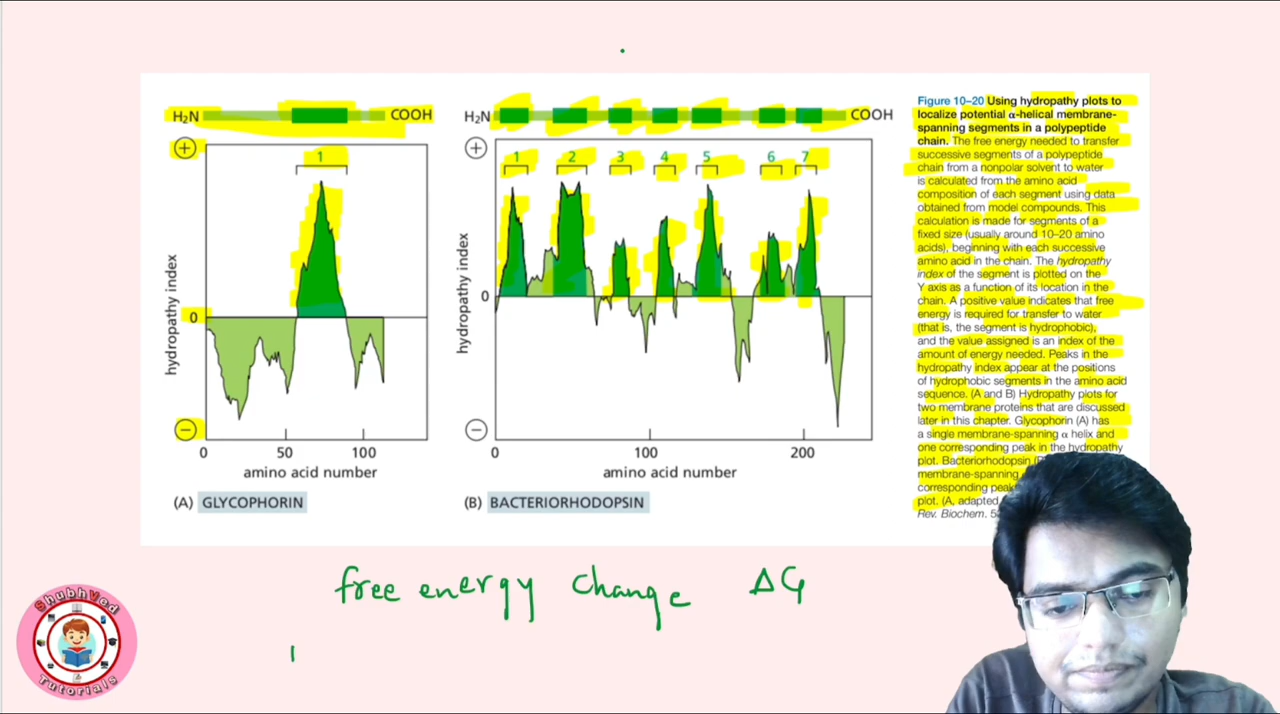 H₂N COOH
+
1
0
−
hydropathy index
0 50 100
amino acid number
(A) GLYCOPHORIN
H₂N COOH
+
1 2 3 4 5 6 7
0
−
hydropathy index
0 100 200
amino acid number
(B) BACTERIORHODOPSIN
Figure 10–20 Using hydropathy plots to
localize potential α-helical membrane-
spanning segments in a polypeptide
chain. The free energy needed to transfer
successive segments of a polypeptide
chain from a nonpolar solvent to water
is calculated from the amino acid
composition of each segment using data
obtained from model compounds. This
calculation is made for segments of a
fixed size (usually around 10–20 amino
acids), beginning with each successive
amino acid in the chain. The hydropathy
index of the segment is plotted on the
Y axis as a function of its location in the
chain. A positive value indicates that free
energy is required for transfer to water
(that is, the segment is hydrophobic),
and the value assigned is an index of the
amount of energy needed. Peaks in the
hydropathy index appear at the positions
of hydrophobic segments in the amino acid
sequence. (A and B) Hydropathy plots for
two membrane proteins that are discussed
later in this chapter. Glycophorin (A) has
a single membrane-spanning α helix and
one corresponding peak in the hydropathy
plot. Bacteriorhodopsin
membrane-spanning
corresponding
plot. (A, adapted
Rev. Biochem.
free energy change ΔG
ShubhVed
Tutorials